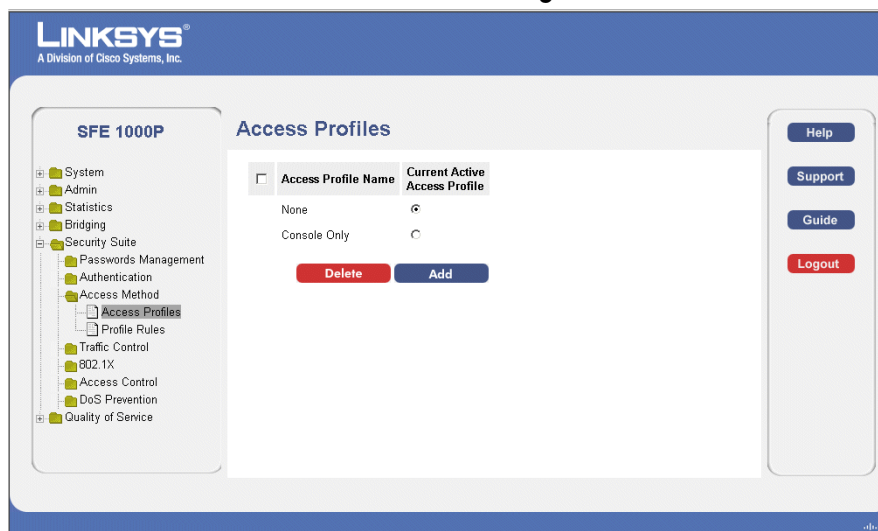 LINKSYS®
A Division of Cisco Systems, Inc.
SFE 1000P
System
Admin
Statistics
Bridging
Security Suite
Passwords Management
Authentication
Access Method
Access Profiles
Profile Rules
Traffic Control
802.1X
Access Control
DoS Prevention
Quality of Service
Access Profiles
Access Profile Name
Current Active
Access Profile
None
Console Only
Delete
Add
Help
Support
Guide
Logout